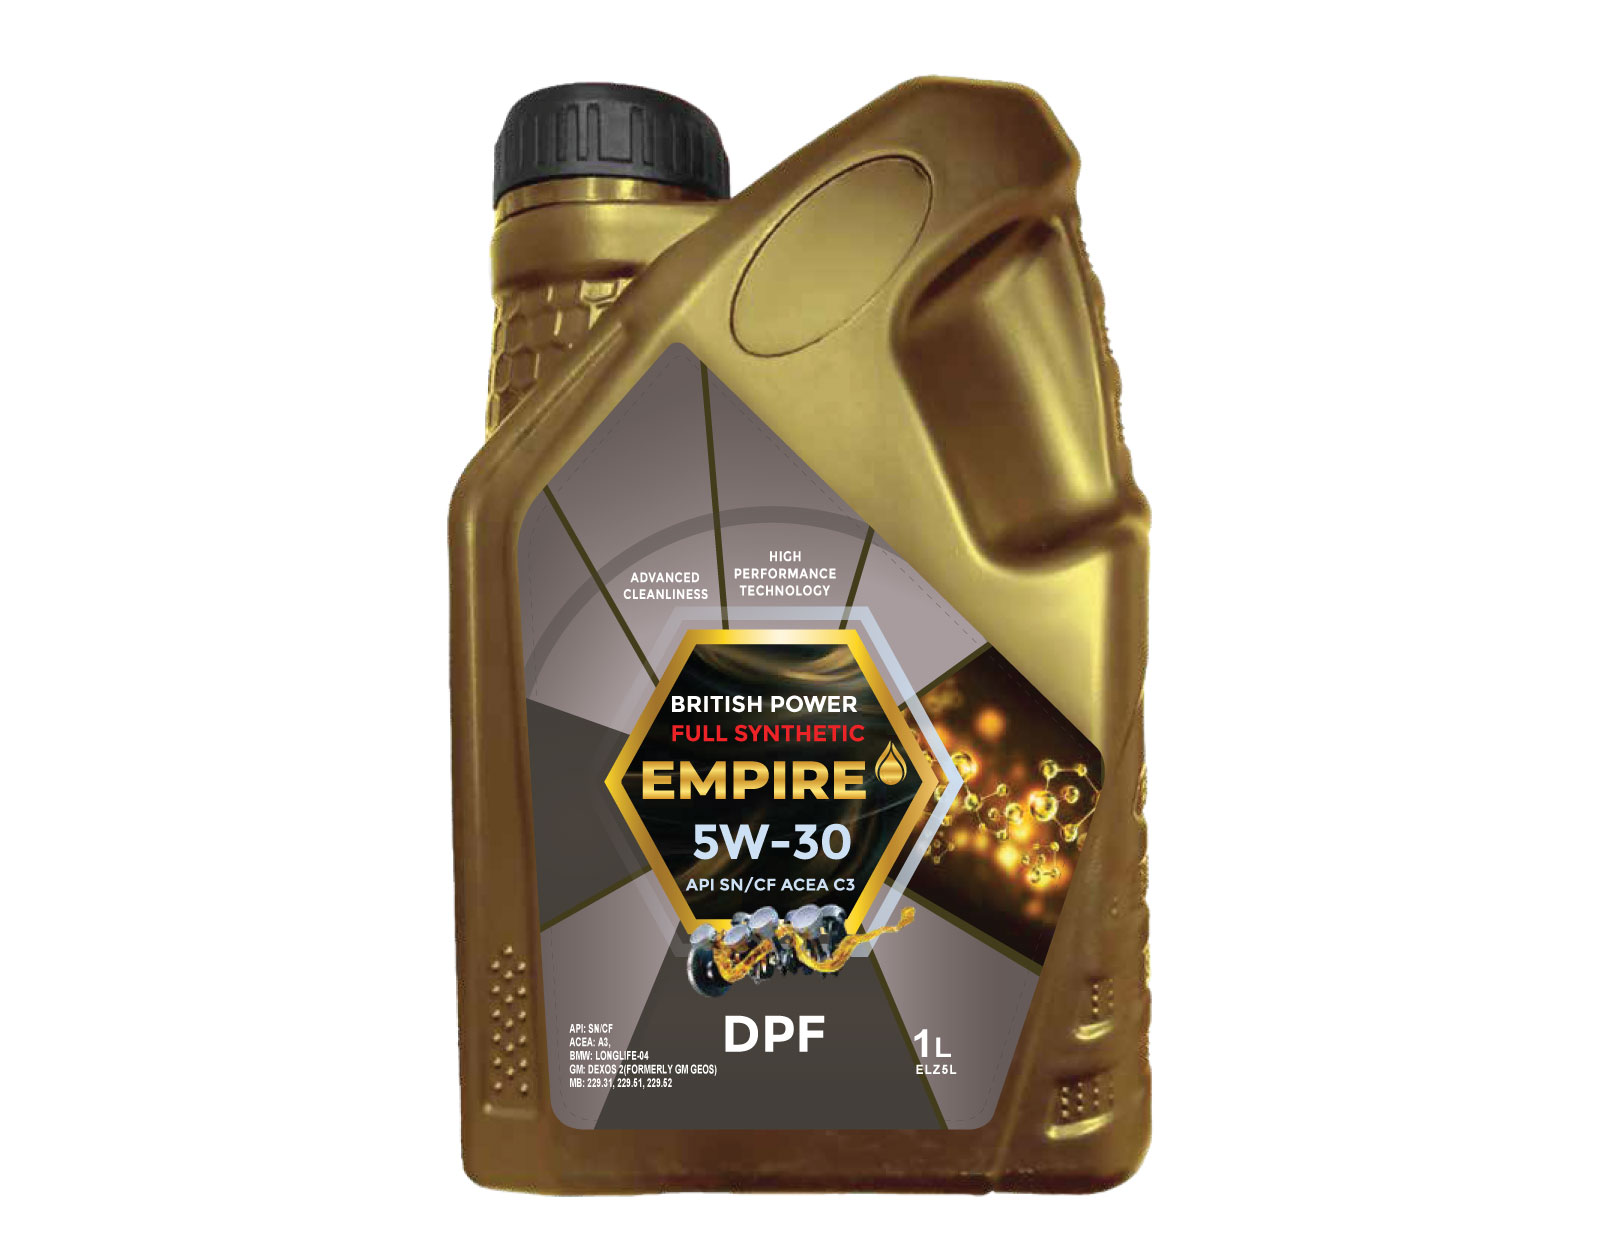 ADVANCED
CLEANLINESS
HIGH
PERFORMANCE
TECHNOLOGY
BRITISH POWER
FULL SYNTHETIC
EMPIRE
5W-30
API SN/CF ACEA C3
DPF
API: SN/CF
ACEA: A3,
BMW: LONGLIFE-04
GM: DEXOS 2(FORMERLY GM GEOS)
MB: 229.31, 229.51, 229.52
1L
ELZ5L